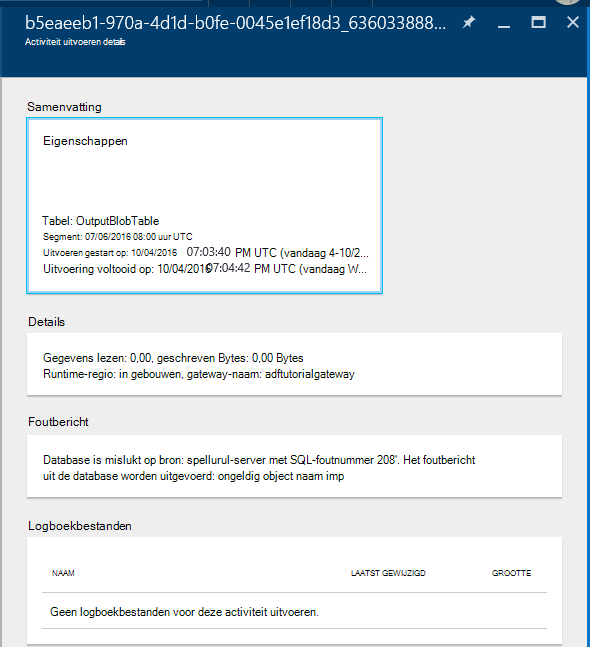 b5eaeeb1-970a-4d1d-b0fe-0045e1ef18d3_636033888...
Activiteit uitvoeren details
Samenvatting
Eigenschappen
Tabel: OutputBlobTable
Segment: 07/06/2016 08:00 uur UTC
Uitvoeren gestart op: 10/04/2016 07:03:40 PM UTC (vandaag 4-10/2...
Uitvoering voltooid op: 10/04/2016 07:04:42 PM UTC (vandaag W...
Details
Gegevens lezen: 0,00, geschreven Bytes: 0,00 Bytes
Runtime-regio: in gebouwen, gateway-naam: adftutorialgateway
Foutbericht
Database is mislukt op bron: spellurul-server met SQL-foutnummer 208'. Het foutbericht
uit de database worden uitgevoerd: ongeldig object naam imp
Logboekbestanden
NAAM LAATST GEWIJZIGD GROOTTE
Geen logboekbestanden voor deze activiteit uitvoeren.